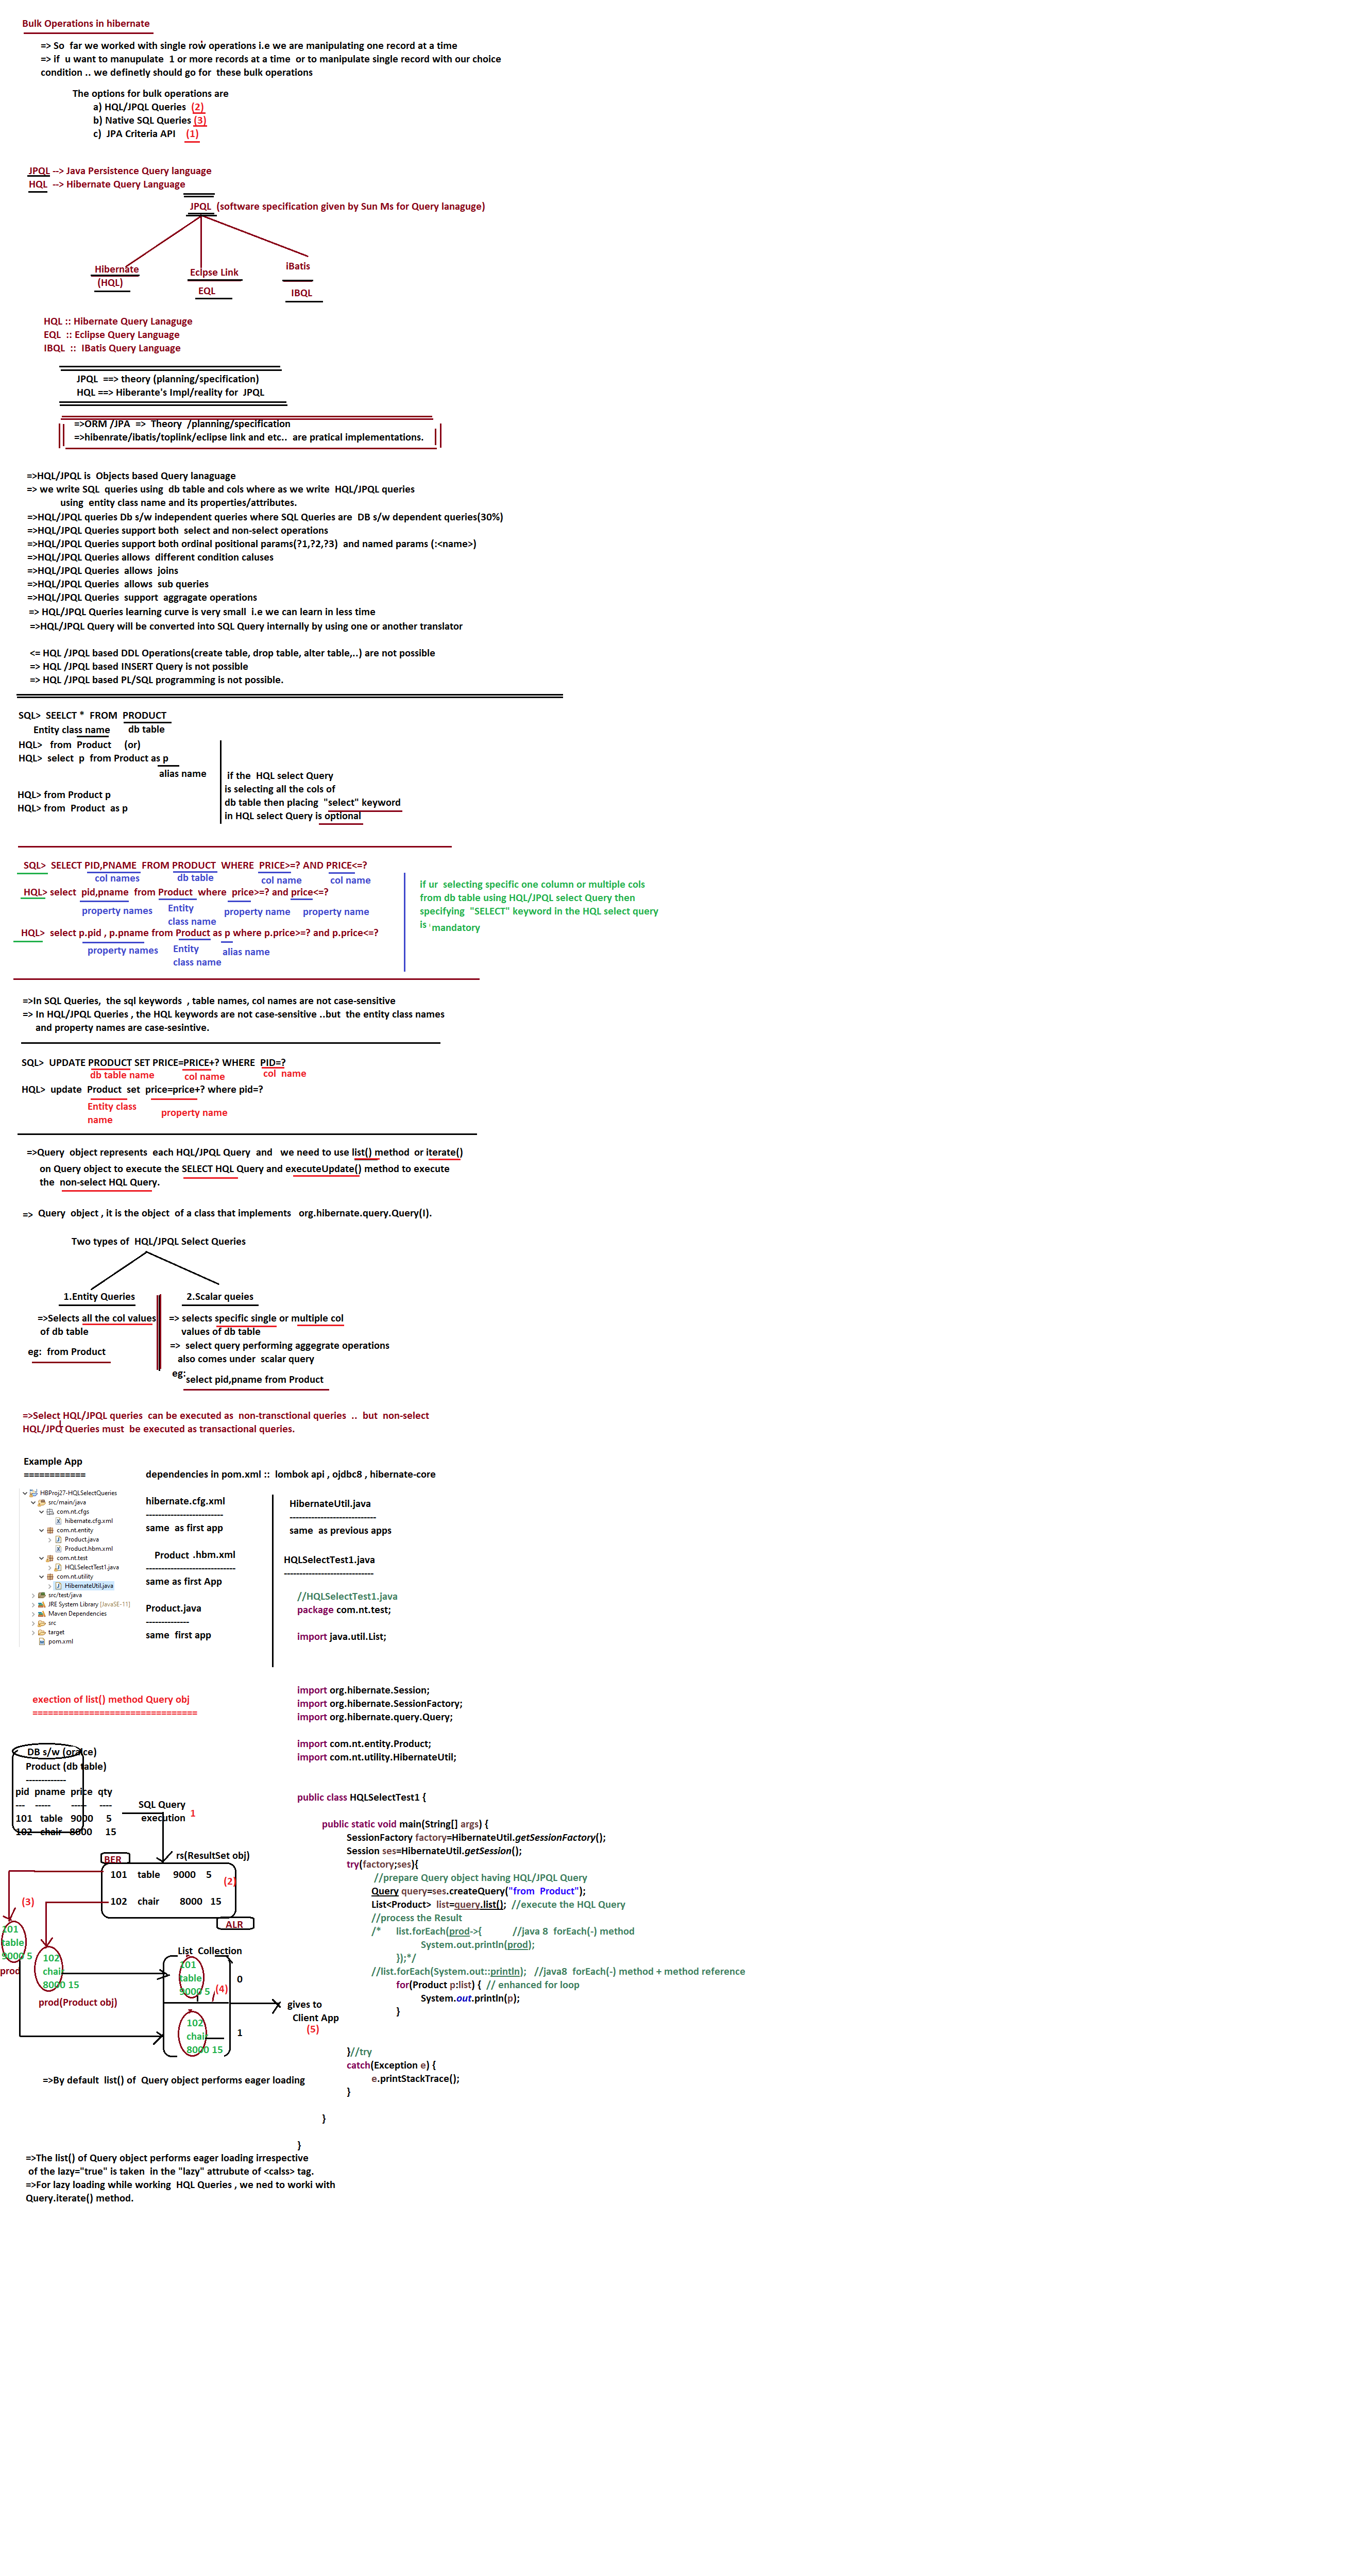 Bulk Operations in hibernate
=> So  far we worked with single row operations i.e we are manipulating one record at a time
=> if  u want to manupulate  1 or more records at a time  or to manipulate single record with our choice
condition .. we definetly should go for  these bulk operations
The options for bulk operations are
a) HQL/JPQL Queries  (2)
b) Native SQL Queries (3)
c)  JPA Criteria API    (1)
JPQL --> Java Persistence Query language
HQL  --> Hibernate Query Language
JPQL  (software specification given by Sun Ms for Query lanaguge)
Hibernate
(HQL)
Eclpse Link
EQL
iBatis
IBQL
HQL :: Hibernate Query Lanaguge
EQL  :: Eclipse Query Language
IBQL  ::  IBatis Query Language
JPQL  ==> theory (planning/specification)
HQL ==> Hiberante's Impl/reality for  JPQL
=>ORM /JPA  =>  Theory  /planning/specification
=>hibenrate/ibatis/toplink/eclipse link and etc..  are pratical implementations.
=>HQL/JPQL is  Objects based Query lanaguage
=> we write SQL  queries using  db table and cols where as we write  HQL/JPQL queries
using  entity class name and its properties/attributes.
=>HQL/JPQL queries Db s/w independent queries where SQL Queries are  DB s/w dependent queries(30%)
=>HQL/JPQL Queries support both  select and non-select operations
=>HQL/JPQL Queries support both ordinal positional params(?1,?2,?3)  and named params (:<name>)
=>HQL/JPQL Queries allows  different condition caluses
=>HQL/JPQL Queries  allows  joins
=>HQL/JPQL Queries  allows  sub queries
=>HQL/JPQL Queries  support  aggragate operations
=> HQL/JPQL Queries learning curve is very small  i.e we can learn in less time
=>HQL/JPQL Query will be converted into SQL Query internally by using one or another translator
<= HQL /JPQL based DDL Operations(create table, drop table, alter table,..) are not possible
=> HQL /JPQL based INSERT Query is not possible
=> HQL /JPQL based PL/SQL programming is not possible.
SQL>  SEELCT *  FROM  PRODUCT
Entity class name       db table
HQL>   from  Product     (or)
HQL>  select  p  from Product as p
alias name
HQL> from Product p
HQL> from  Product  as p
if the  HQL select Query
is selecting all the cols of
db table then placing  "select" keyword
in HQL select Query is optional
SQL>  SELECT PID,PNAME  FROM PRODUCT  WHERE  PRICE>=? AND PRICE<=?
col names    db table    col name    col name
HQL> select  pid,pname  from Product  where  price>=? and price<=?
property names    Entity class name    property name    property name
HQL>  select p.pid , p.pname from Product as p where p.price>=? and p.price<=?
property names    Entity class name    alias name
if ur  selecting specific one column or multiple cols
from db table using HQL/JPQL select Query then
specifying  "SELECT" keyword in the HQL select query
is  mandatory
=>In SQL Queries,  the sql keywords  , table names, col names are not case-sensitive
=> In HQL/JPQL Queries , the HQL keywords are not case-sensitive ..but  the entity class names
and property names are case-sesintive.
SQL>  UPDATE PRODUCT SET PRICE=PRICE+? WHERE  PID=?
db table name    col name    col  name
HQL>  update  Product  set  price=price+? where pid=?
Entity class    property name
name
=>Query  object represents  each HQL/JPQL Query  and   we need to use list() method  or iterate()
on Query object to execute the SELECT HQL Query and executeUpdate() method to execute
the  non-select HQL Query.
=>  Query  object , it is the object  of a class that implements   org.hibernate.query.Query(I).
Two types of  HQL/JPQL Select Queries
1.Entity Queries
=>Selects all the col values
of db table
eg:  from Product
2.Scalar queies
=> selects specific single or multiple col
values of db table
=>  select query performing aggegrate operations
also comes under  scalar query
eg:
select pid,pname from Product
=>Select HQL/JPQL queries  can be executed as  non-transctional queries  ..  but  non-select
HQL/JPQ Queries must  be executed as transactional queries.
Example App
============
dependencies in pom.xml ::  lombok api , ojdbc8 , hibernate-core
HBProj27-HQLSelectQueries
src/main/java
com.nt.cfgs
hibernate.cfg.xml
com.nt.entity
Product.java
Product.hbm.xml
com.nt.test
HQLSelectTest1.java
com.nt.utility
HibernateUtil.java
src/test/java
JRE System Library [JavaSE-11]
Maven Dependencies
src
target
pom.xml
hibernate.cfg.xml
-------------------------
same  as first app
Product .hbm.xml
-----------------------------
same as first App
Product.java
--------------
same  first app
HibernateUtil.java
----------------------------
same  as previous apps
HQLSelectTest1.java
-----------------------------
//HQLSelectTest1.java
package com.nt.test;
import java.util.List;
import org.hibernate.Session;
import org.hibernate.SessionFactory;
import org.hibernate.query.Query;
import com.nt.entity.Product;
import com.nt.utility.HibernateUtil;
public class HQLSelectTest1 {
public static void main(String[] args) {
SessionFactory factory=HibernateUtil.getSessionFactory();
Session ses=HibernateUtil.getSession();
try(factory;ses){
//prepare Query object having HQL/JPQL Query
Query query=ses.createQuery("from  Product");
List<Product>  list=query.list();  //execute the HQL Query
//process the Result
/*      list.forEach(prod->{            //java 8  forEach(-) method
System.out.println(prod);
});*/
//list.forEach(System.out::println);   //java8  forEach(-) method + method reference
for(Product p:list) {  // enhanced for loop
System.out.println(p);
}
}//try
catch(Exception e) {
e.printStackTrace();
}
}
}
exection of list() method Query obj
================================
DB s/w (oralce)
Product (db table)
-------------
pid  pname  price  qty
---   -----   -----   ----
101   table   9000     5
102   chair   8000     15
SQL Query
execution  1
BER
rs(ResultSet obj)
101    table     9000    5
(2)
102    chair        8000   15
ALR
(3)
101
table
9000 5
prod
102
chair
8000 15
prod(Product obj)
List  Collection
101
table
9000 5
(4)
0
102
chair
8000 15
1
gives to
Client App
(5)
=>By default  list() of  Query object performs eager loading
=>The list() of Query object performs eager loading irrespective
of the lazy="true" is taken  in the "lazy" attrubute of <calss> tag.
=>For lazy loading while working  HQL Queries , we ned to worki with
Query.iterate() method.